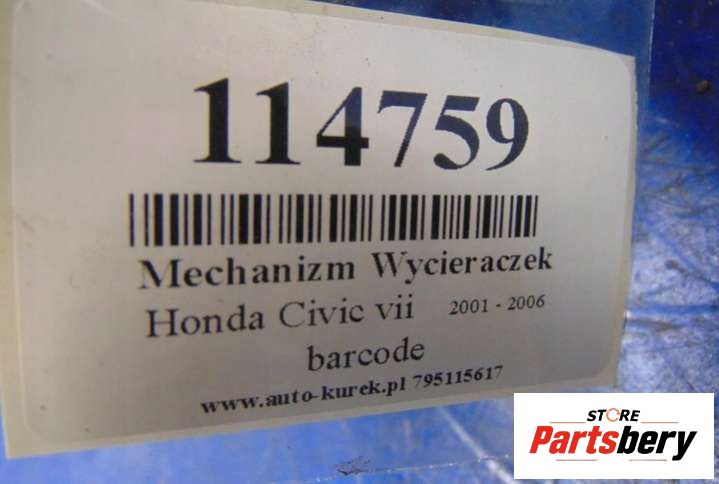 114759
Mechanizm Wycieraczek
Honda Civic vii 2001 - 2006
barcode
www.auto-kurek.pl 795115617
STORE
Partsbery